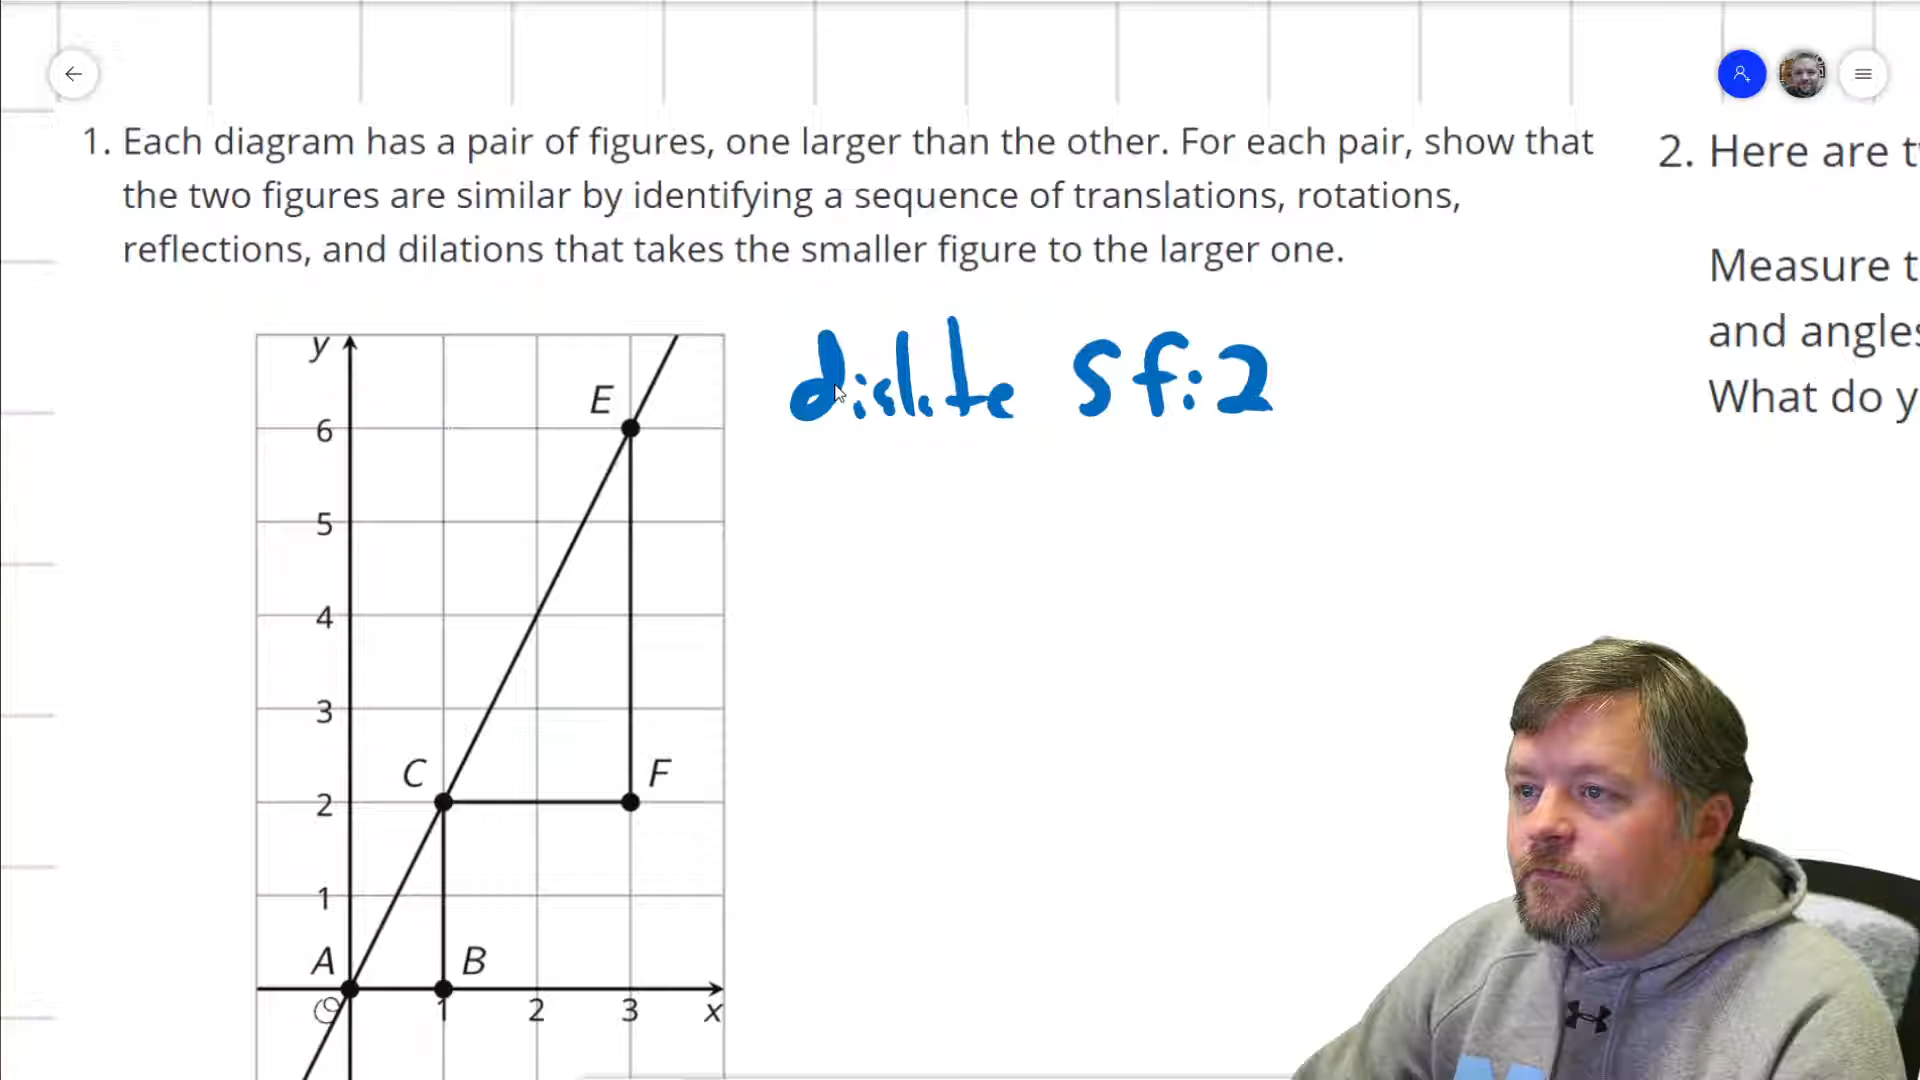 1. Each diagram has a pair of figures, one larger than the other. For each pair, show that
the two figures are similar by identifying a sequence of translations, rotations,
reflections, and dilations that takes the smaller figure to the larger one.
2. Here are t
Measure t
and angles
What do y
dislate Sf:2
y
E
6
5
4
3
C
F
2
1
A
B
O
1
2
3
x